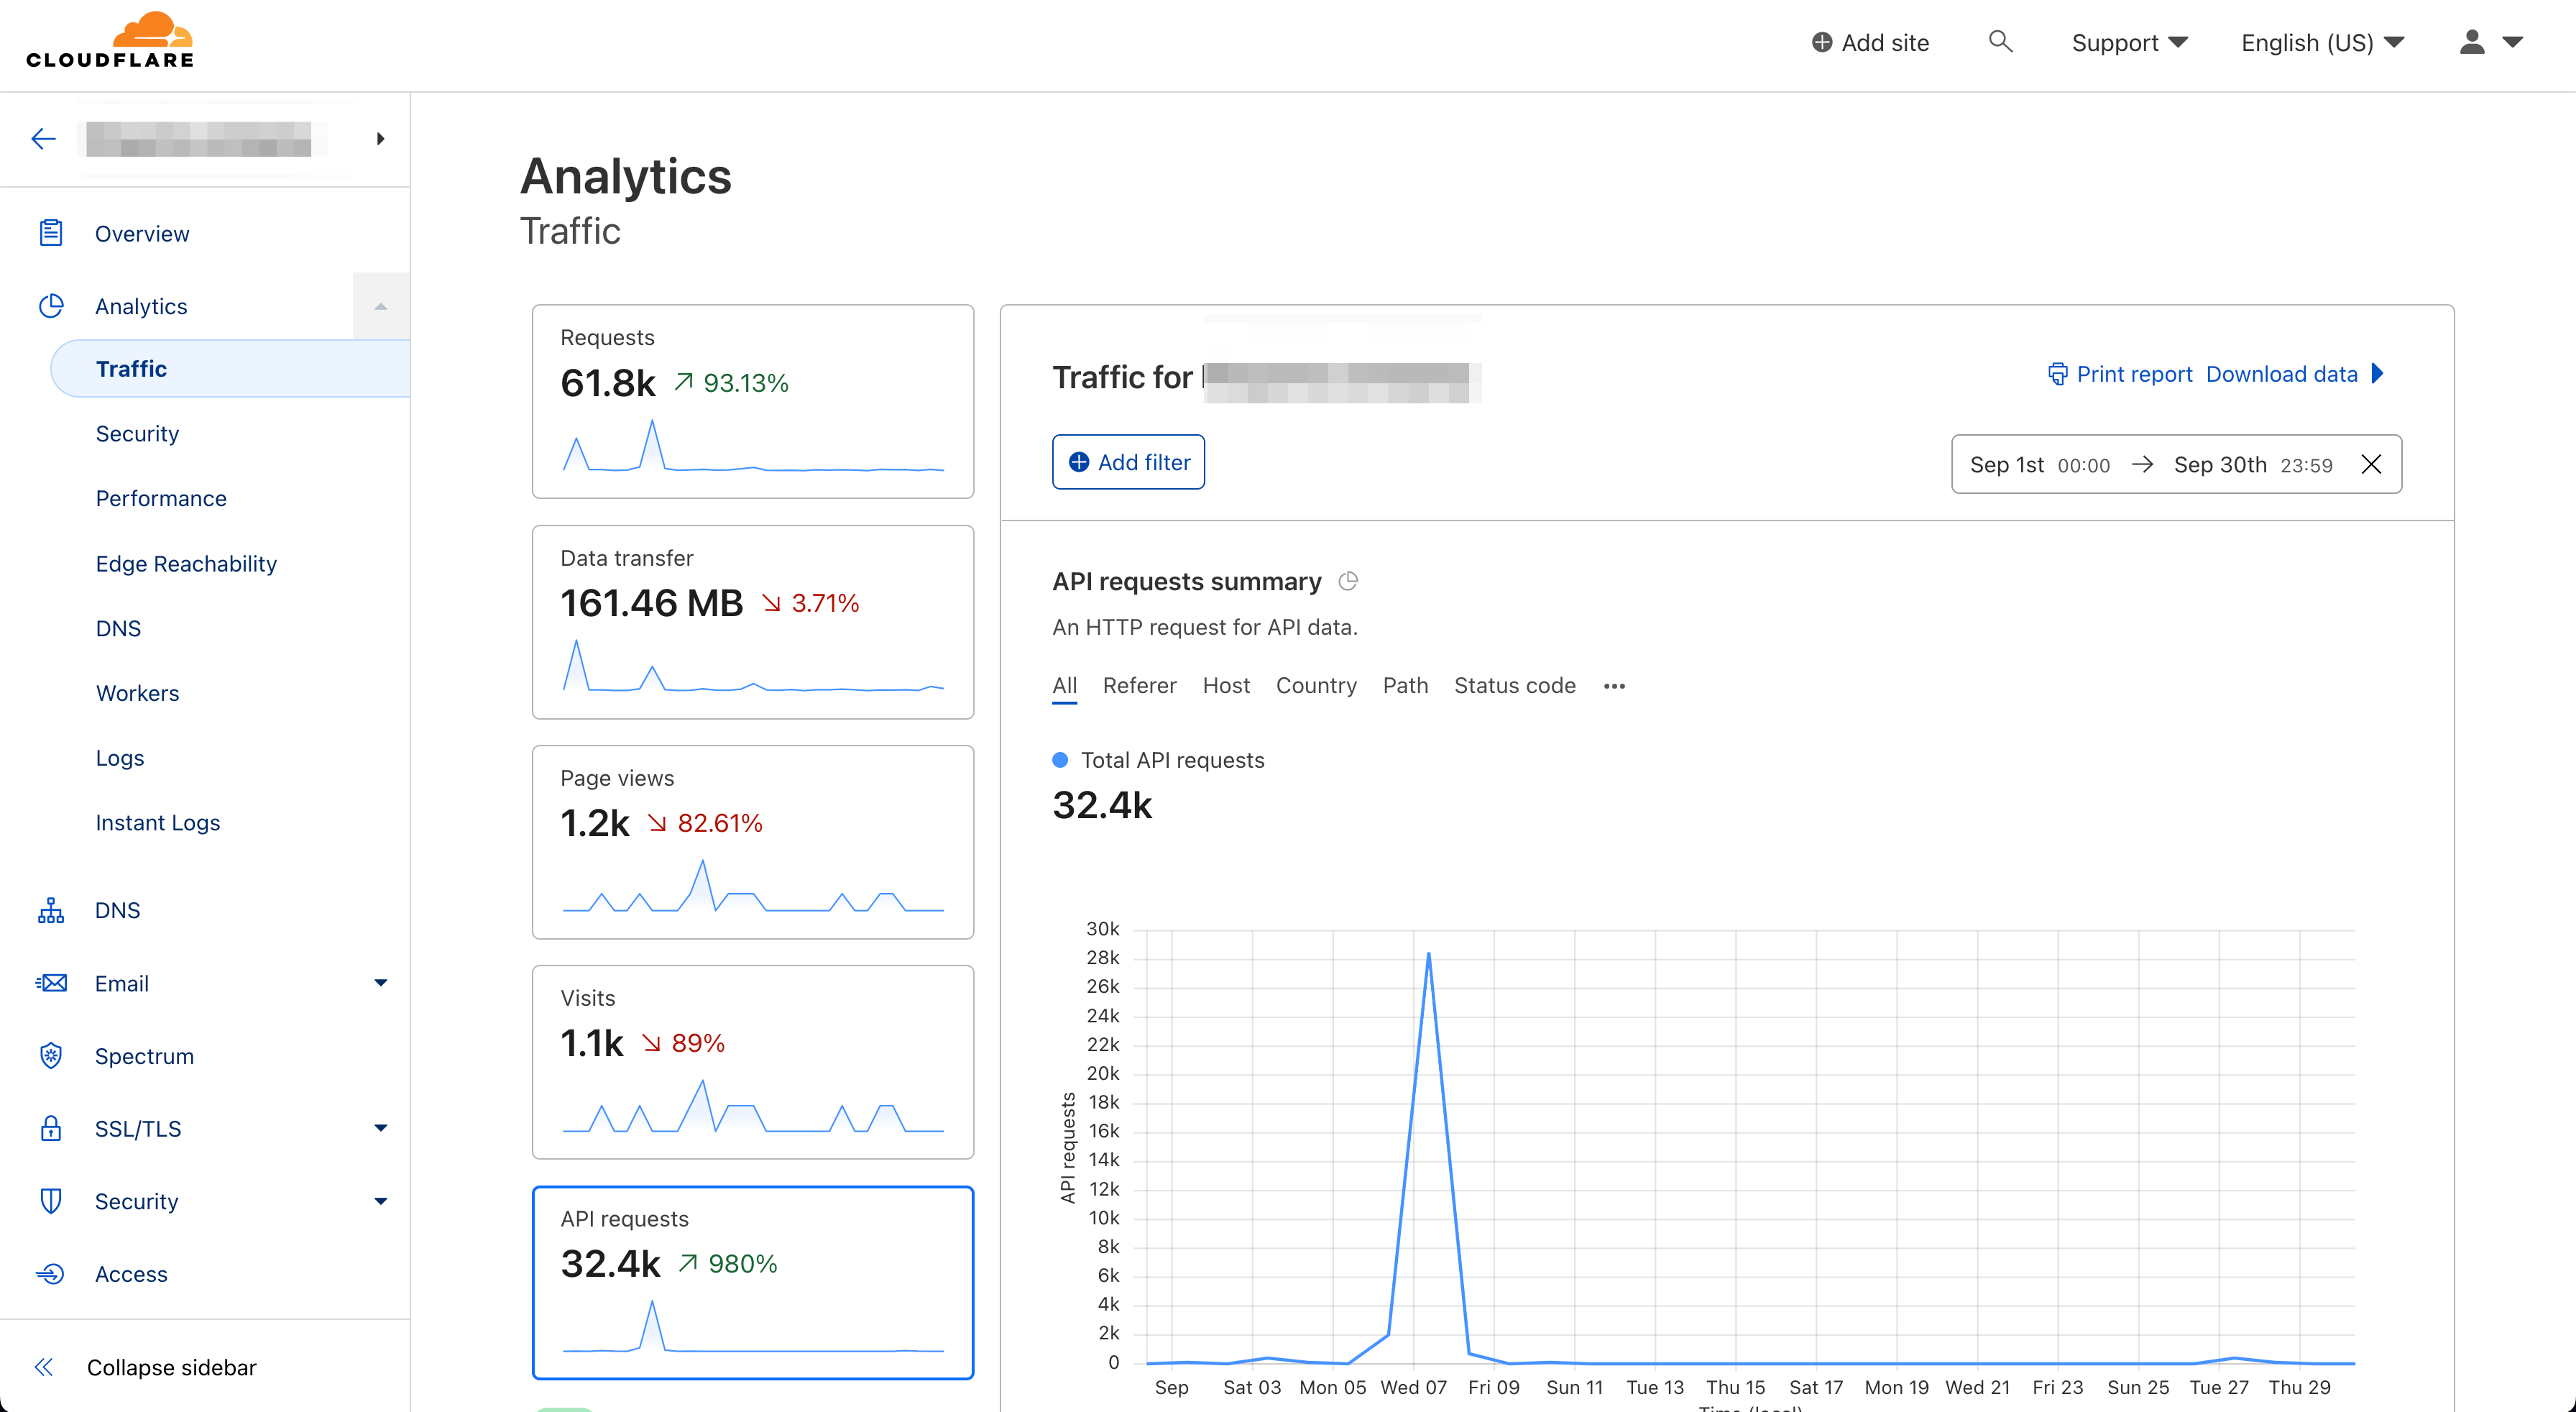 CLOUDFLARE
Add site
Support
English (US)
Overview
Analytics
Traffic
Security
Performance
Edge Reachability
DNS
Workers
Logs
Instant Logs
DNS
Email
Spectrum
SSL/TLS
Security
Access
Collapse sidebar
Analytics
Traffic
Requests
61.8k 93.13%
Data transfer
161.46 MB 3.71%
Page views
1.2k 82.61%
Visits
1.1k 89%
API requests
32.4k 980%
Traffic for
Print report Download data
Add filter
Sep 1st 00:00 → Sep 30th 23:59
API requests summary
An HTTP request for API data.
All Referer Host Country Path Status code •••
Total API requests
32.4k
30k
28k
26k
24k
22k
20k
18k
16k
14k
12k
10k
8k
6k
4k
2k
0
API requests
Sep Sat 03 Mon 05 Wed 07 Fri 09 Sun 11 Tue 13 Thu 15 Sat 17 Mon 19 Wed 21 Fri 23 Sun 25 Tue 27 Thu 29
Time (local)